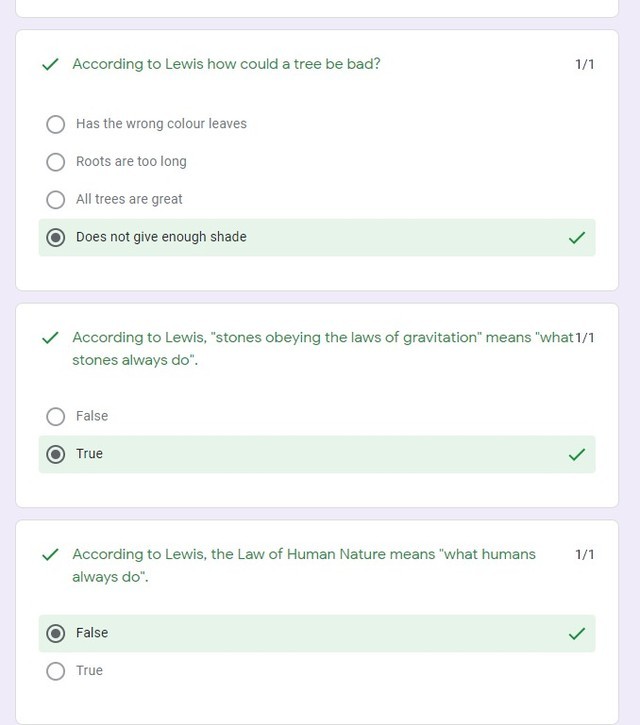 According to Lewis how could a tree be bad? 1/1
Has the wrong colour leaves
Roots are too long
All trees are great
Does not give enough shade
According to Lewis, "stones obeying the laws of gravitation" means "what 1/1
stones always do".
False
True
According to Lewis, the Law of Human Nature means "what humans 1/1
always do".
False
True